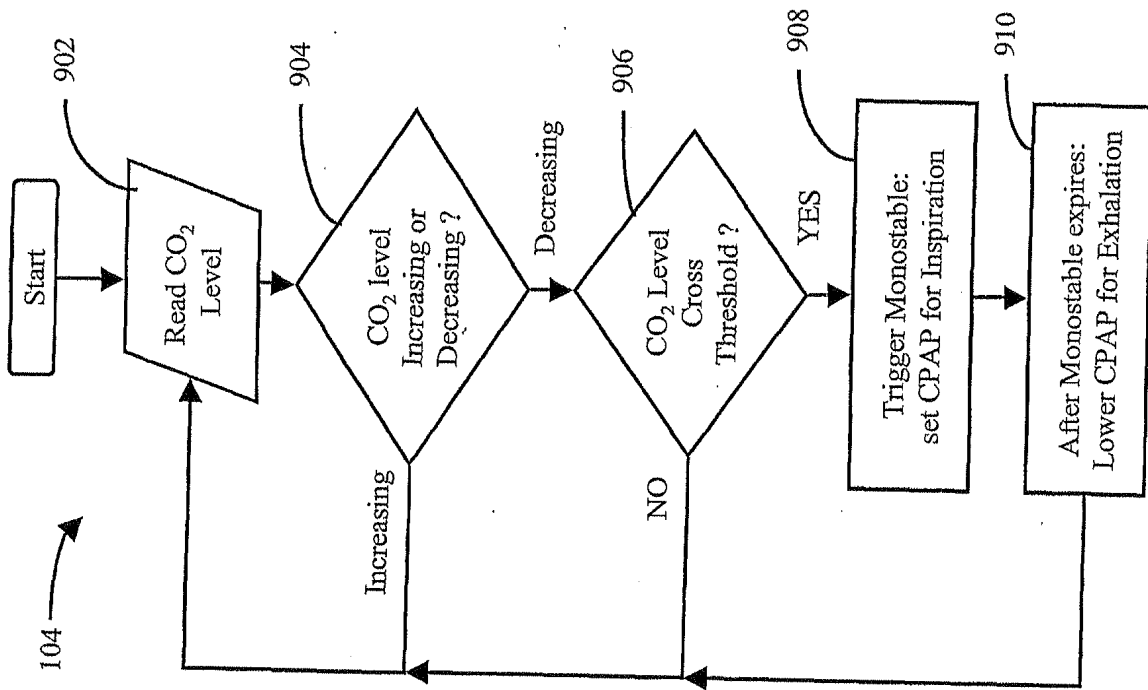 104
Start
902
Read CO₂
Level
904
CO₂ level
Increasing or
Decreasing ?
Increasing
Decreasing
906
CO₂ Level
Cross
Threshold ?
NO
YES
908
Trigger Monostable:
set CPAP for Inspiration
910
After Monostable expires:
Lower CPAP for Exhalation